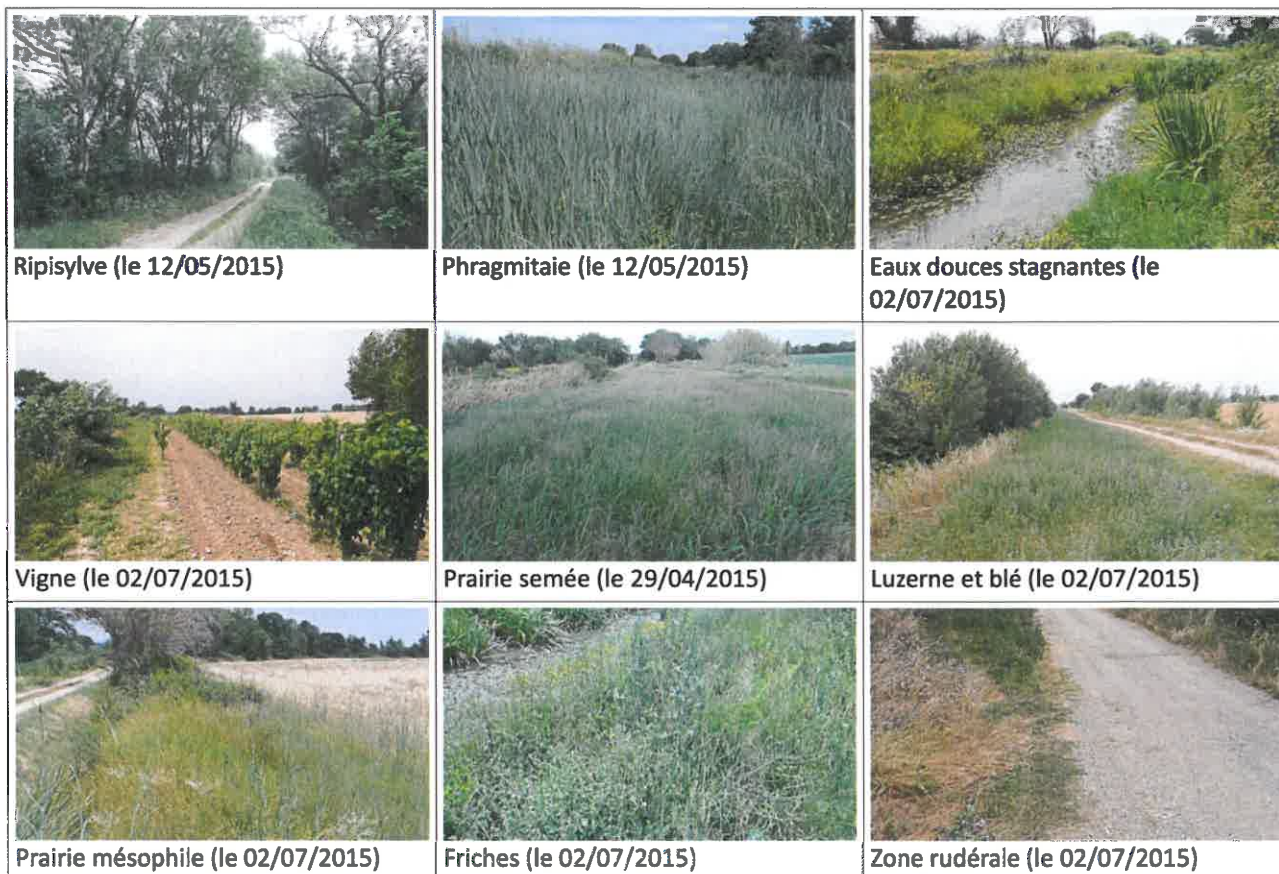 Ripisylve (le 12/05/2015)
Phragmitaie (le 12/05/2015)
Eaux douces stagnantes (le
02/07/2015)
Vigne (le 02/07/2015)
Prairie semée (le 29/04/2015)
Luzerne et blé (le 02/07/2015)
Prairie mésophile (le 02/07/2015)
Friches (le 02/07/2015)
Zone rudérale (le 02/07/2015)